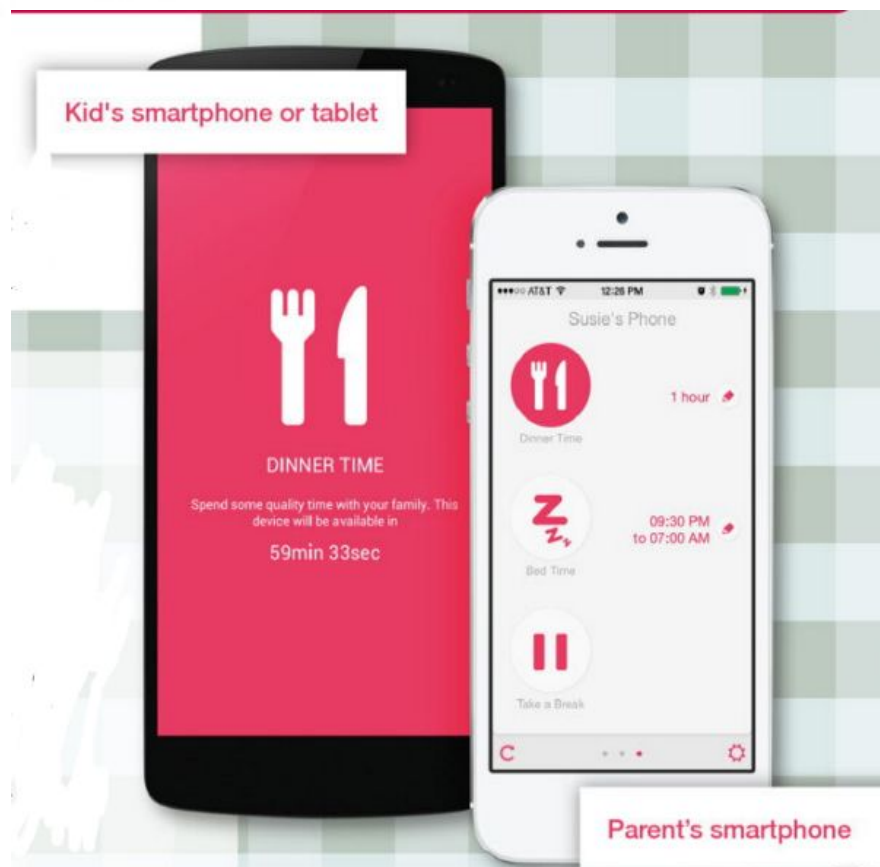 Kid's smartphone or tablet
DINNER TIME
Spend some quality time with your family. This
device will be available in
59min 33sec
AT&T
12:26 PM
Susie's Phone
Dinner Time
1 hour
Bed Time
09:30 PM
to 07:00 AM
Take a Break
Parent's smartphone